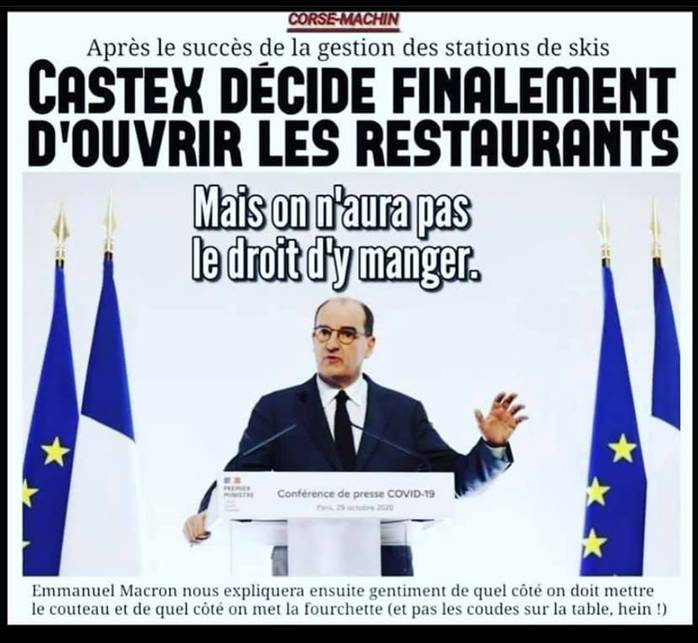 CORSE-MACHIN
Après le succès de la gestion des stations de skis
CASTEX DÉCIDE FINALEMENT
D'OUVRIR LES RESTAURANTS
Mais on n'aura pas
le droit d'y manger.
PREMIER
MINISTRE
Conférence de presse COVID-19
Paris, 29 octobre 2020
Emmanuel Macron nous expliquera ensuite gentiment de quel côté on doit mettre
le couteau et de quel côté on met la fourchette (et pas les coudes sur la table, hein !)